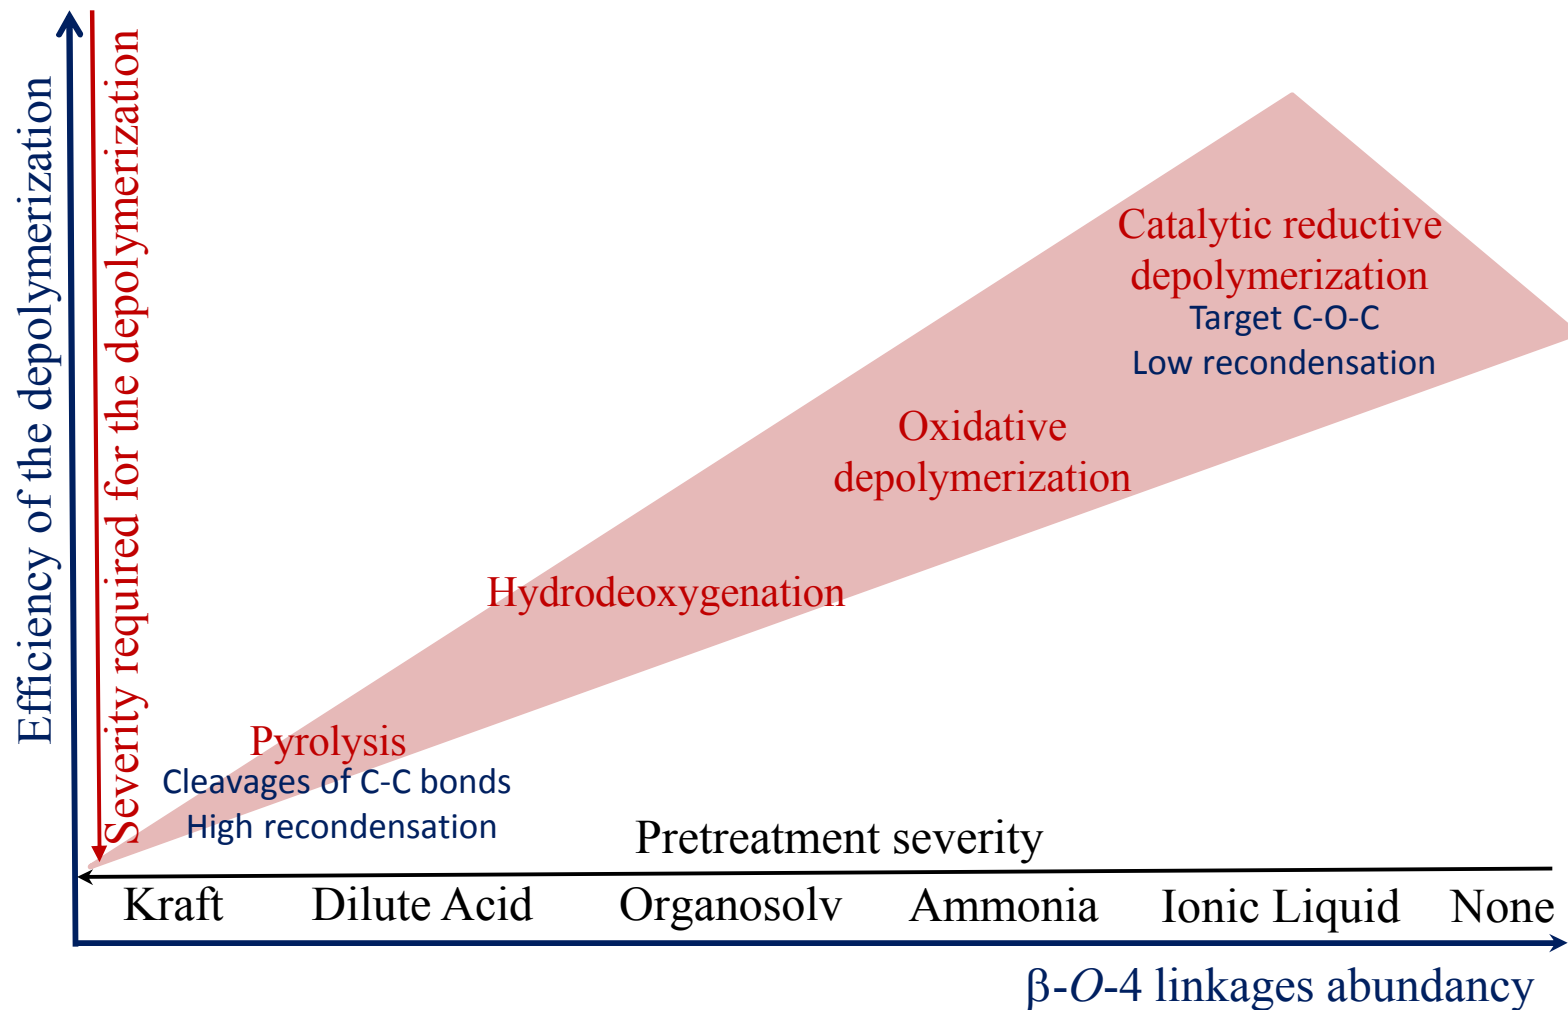 Efficiency of the depolymerization
Severity required for the depolymerization
Catalytic reductive
depolymerization
Target C-O-C
Low recondensation
Oxidative
depolymerization
Hydrodeoxygenation
Pyrolysis
Cleavages of C-C bonds
High recondensation
Pretreatment severity
Kraft Dilute Acid Organosolv Ammonia Ionic Liquid None
β-O-4 linkages abundancy